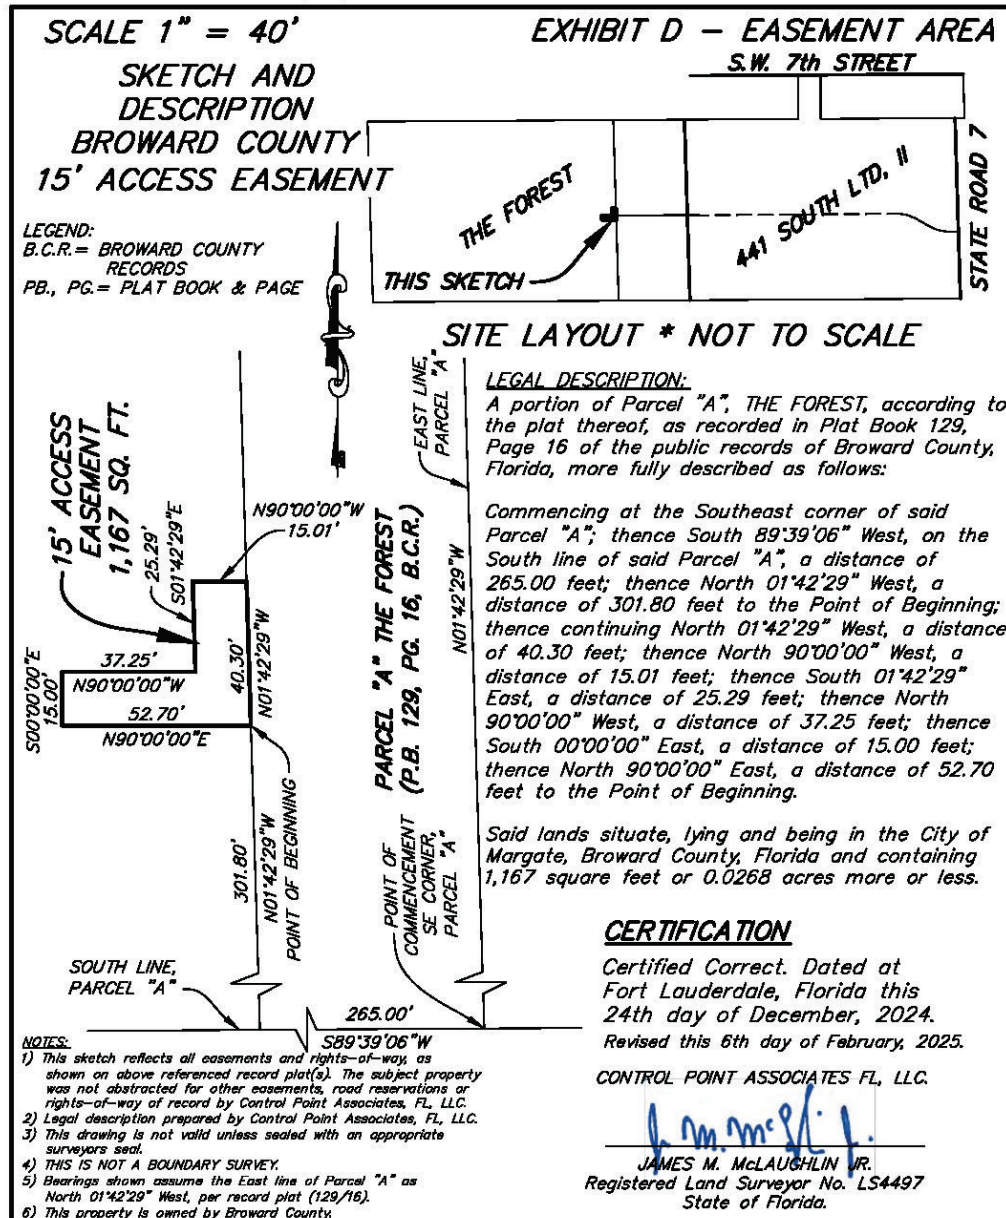 SCALE 1" = 40'
EXHIBIT D - EASEMENT AREA
SKETCH AND
DESCRIPTION
BROWARD COUNTY
15' ACCESS EASEMENT
S.W. 7th STREET
THE FOREST
441 SOUTH LTD, II
STATE ROAD 7
THIS SKETCH
SITE LAYOUT * NOT TO SCALE
LEGEND:
B.C.R.= BROWARD COUNTY
RECORDS
PB., PG.= PLAT BOOK & PAGE
15' ACCESS
EASEMENT
1,167 SQ. FT.
25.29'
S01°42'29"E
N90°00'00"W
15.01'
37.25'
N90°00'00"W
S00°00'00"E
15.00'
52.70'
N90°00'00"E
40.30'
N01°42'29"W
301.80'
N01°42'29"W
POINT OF BEGINNING
PARCEL "A" THE FOREST
(P.B. 129, PG. 16, B.C.R.)
EAST LINE,
PARCEL "A"
N01°42'29"W
POINT OF
COMMENCEMENT
SE CORNER,
PARCEL "A"
SOUTH LINE,
PARCEL "A"
265.00'
S89°39'06"W
LEGAL DESCRIPTION:
A portion of Parcel "A", THE FOREST, according to
the plat thereof, as recorded in Plat Book 129,
Page 16 of the public records of Broward County,
Florida, more fully described as follows:
Commencing at the Southeast corner of said
Parcel "A"; thence South 89°39'06" West, on the
South line of said Parcel "A", a distance of
265.00 feet; thence North 01°42'29" West, a
distance of 301.80 feet to the Point of Beginning;
thence continuing North 01°42'29" West, a distance
of 40.30 feet; thence North 90°00'00" West, a
distance of 15.01 feet; thence South 01°42'29"
East, a distance of 25.29 feet; thence North
90°00'00" West, a distance of 37.25 feet; thence
South 00°00'00" East, a distance of 15.00 feet;
thence North 90°00'00" East, a distance of 52.70
feet to the Point of Beginning.
Said lands situate, lying and being in the City of
Margate, Broward County, Florida and containing
1,167 square feet or 0.0268 acres more or less.
CERTIFICATION
Certified Correct. Dated at
Fort Lauderdale, Florida this
24th day of December, 2024.
Revised this 6th day of February, 2025.
CONTROL POINT ASSOCIATES FL, LLC.
JAMES M. McLAUGHLIN JR.
Registered Land Surveyor No. LS4497
State of Florida.
NOTES:
1) This sketch reflects all easements and rights-of-way, as
shown on above referenced record plat(s). The subject property
was not abstracted for other easements, road reservations or
rights-of-way of record by Control Point Associates, FL, LLC.
2) Legal description prepared by Control Point Associates, FL, LLC.
3) This drawing is not valid unless sealed with an appropriate
surveyors seal.
4) THIS IS NOT A BOUNDARY SURVEY.
5) Bearings shown assume the East line of Parcel "A" as
North 01°42'29" West, per record plat (129/16).
6) This property is owned by Broward County.